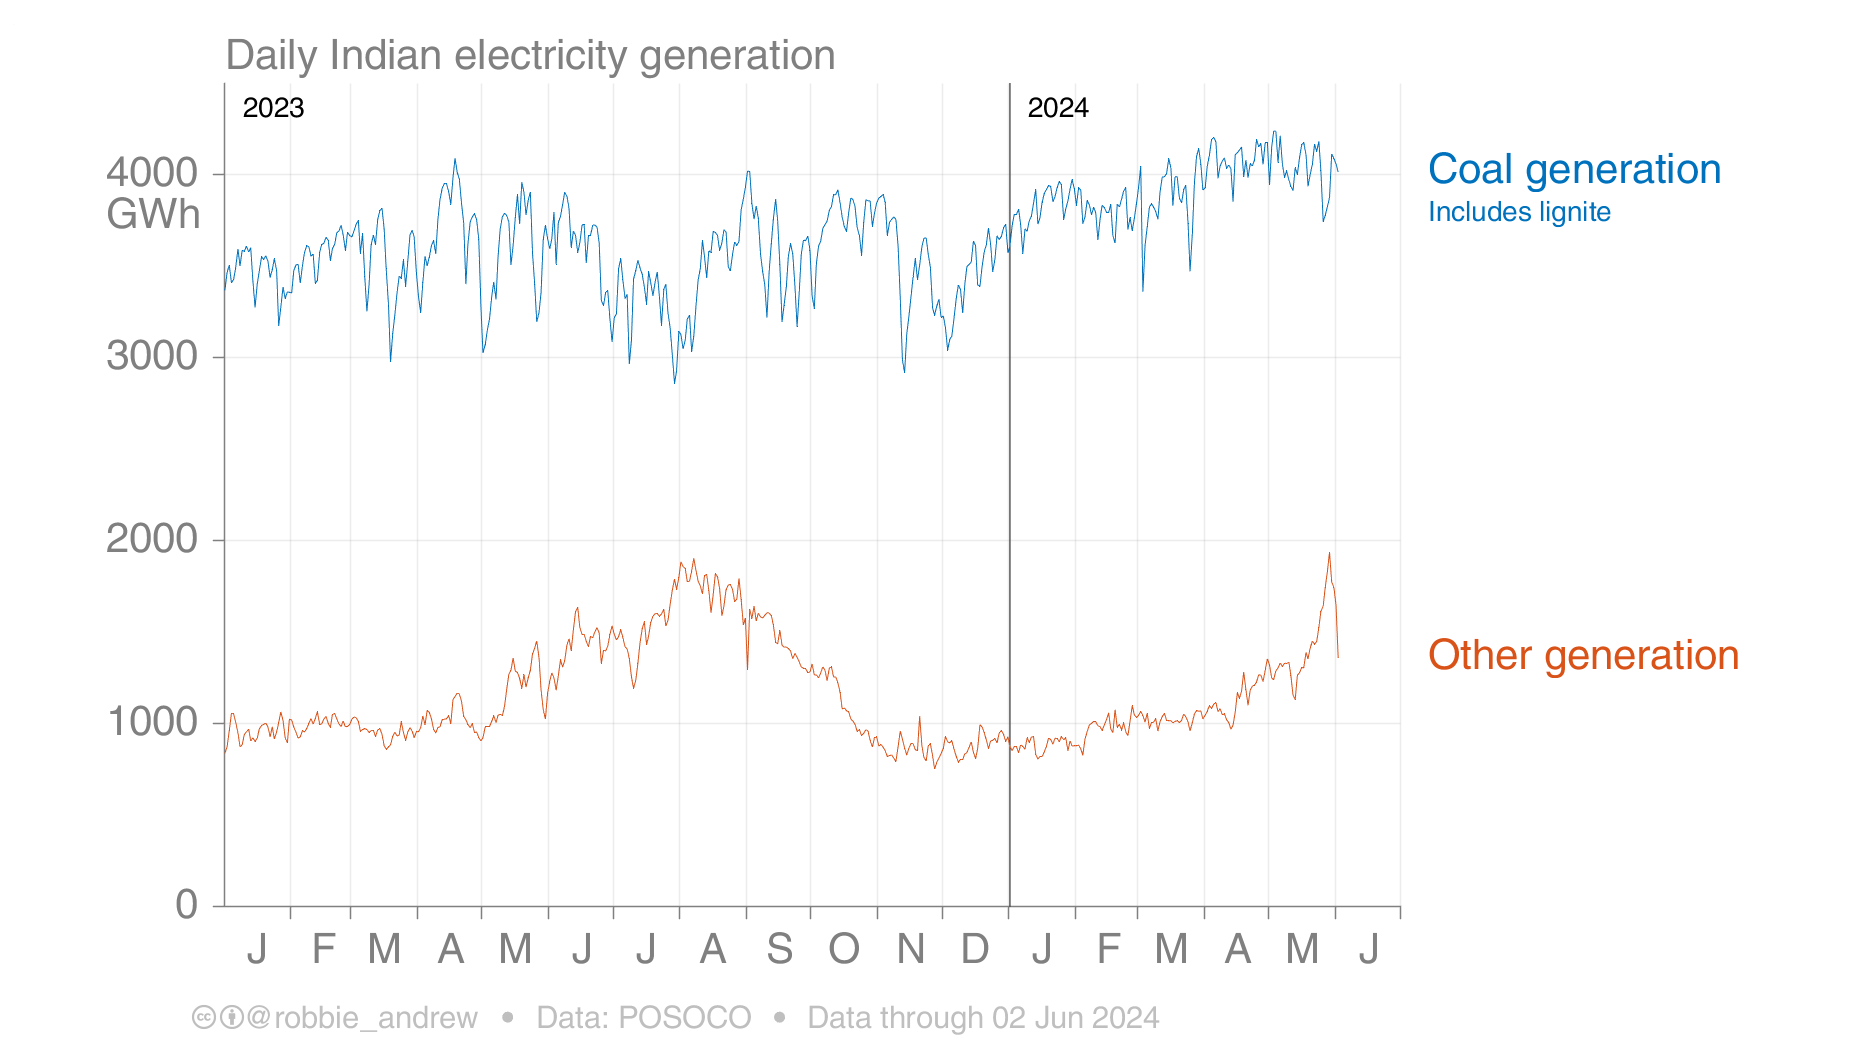 Daily Indian electricity generation
2023
2024
4000
GWh
3000
2000
1000
0
Coal generation
Includes lignite
Other generation
J F M A M J J A S O N D J F M A M J
cc @robbie_andrew • Data: POSOCO • Data through 02 Jun 2024